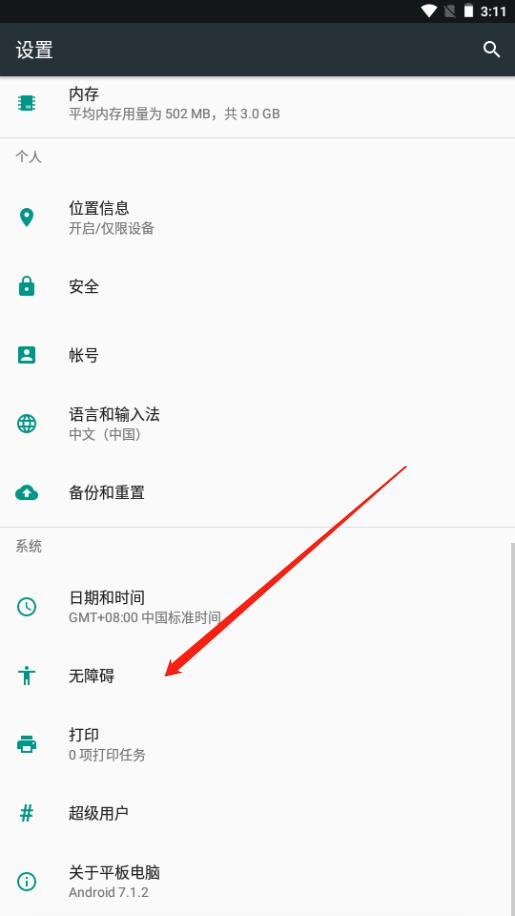 3:11
设置
内存
平均内存用量为 502 MB，共 3.0 GB
个人
位置信息
开启/仅限设备
安全
帐号
语言和输入法
中文（中国）
备份和重置
系统
日期和时间
GMT+08:00 中国标准时间
无障碍
打印
0 项打印任务
超级用户
关于平板电脑
Android 7.1.2